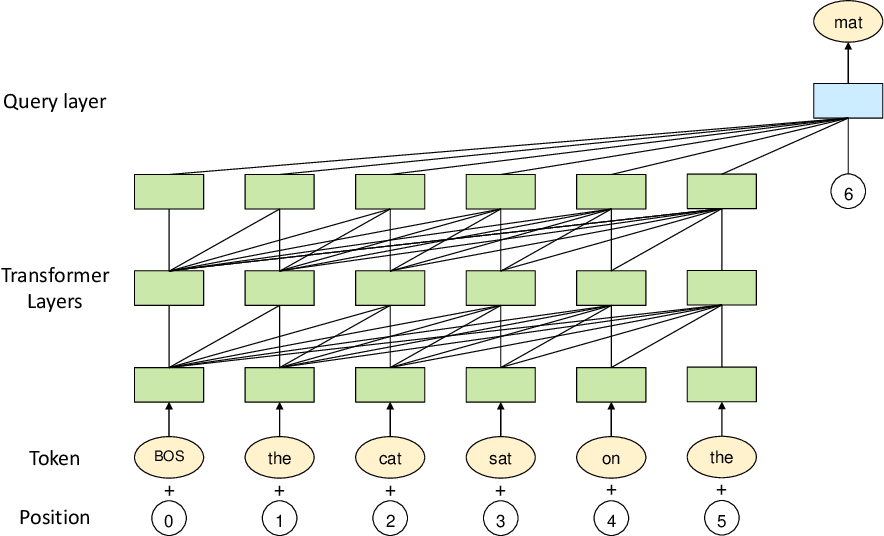 mat
Query layer
6
Transformer
Layers
Token BOS the cat sat on the
+ + + + + +
Position 0 1 2 3 4 5